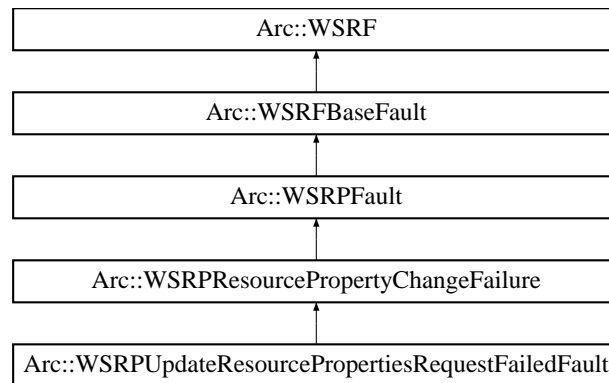 Arc::WSRF
Arc::WSRFBaseFault
Arc::WSRPFault
Arc::WSRPResourcePropertyChangeFailure
Arc::WSRPUpdateResourcePropertiesRequestFailedFault